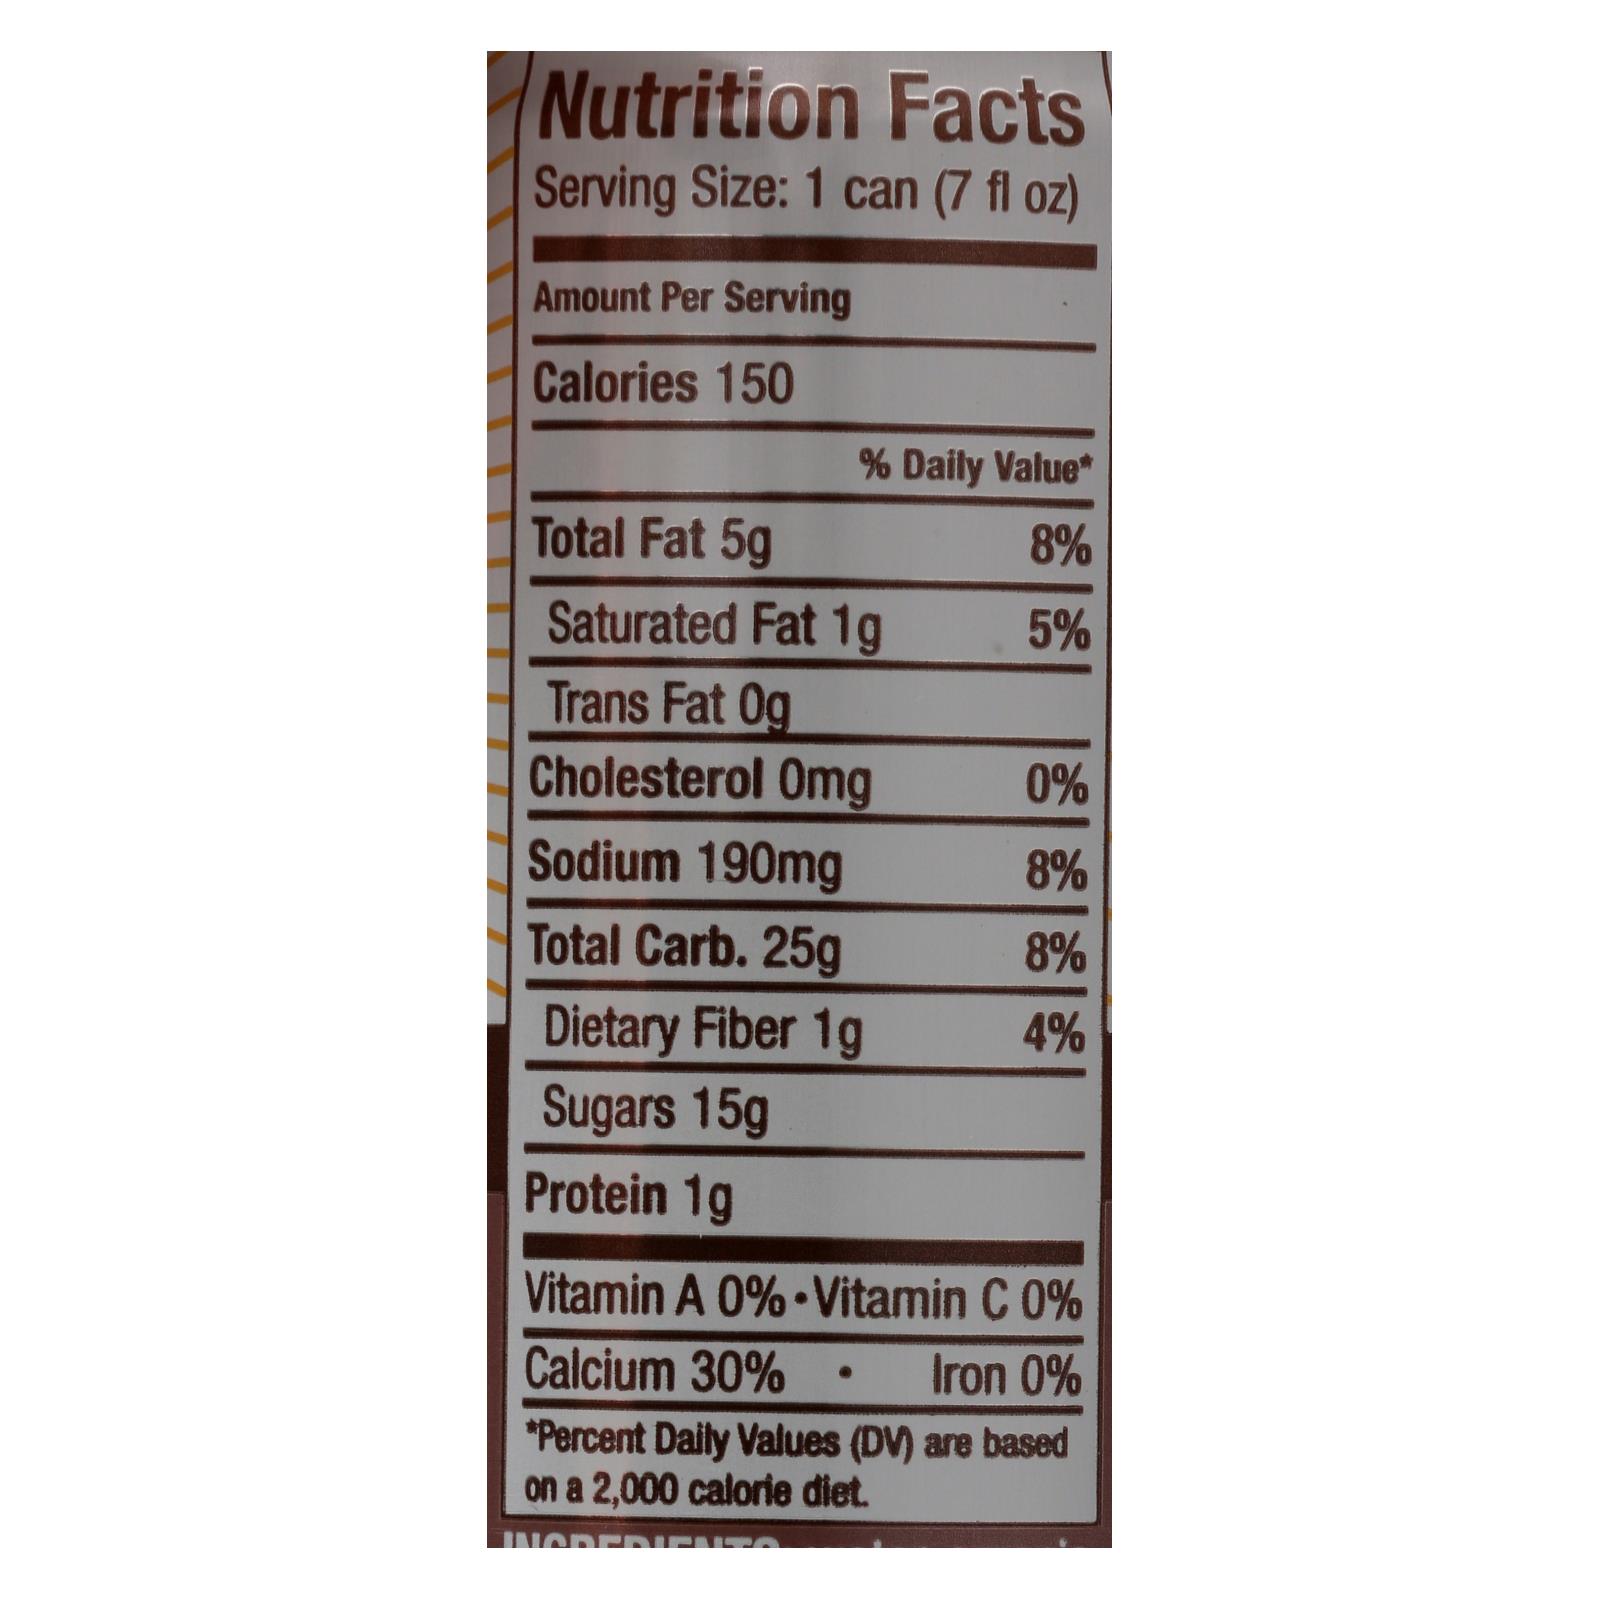 Nutrition Facts
Serving Size: 1 can (7 fl oz)
Amount Per Serving
Calories 150
% Daily Value*
Total Fat 5g 8%
Saturated Fat 1g 5%
Trans Fat 0g
Cholesterol 0mg 0%
Sodium 190mg 8%
Total Carb. 25g 8%
Dietary Fiber 1g 4%
Sugars 15g
Protein 1g
Vitamin A 0% • Vitamin C 0%
Calcium 30% • Iron 0%
*Percent Daily Values (DV) are based
on a 2,000 calorie diet.
INGREDIENTS